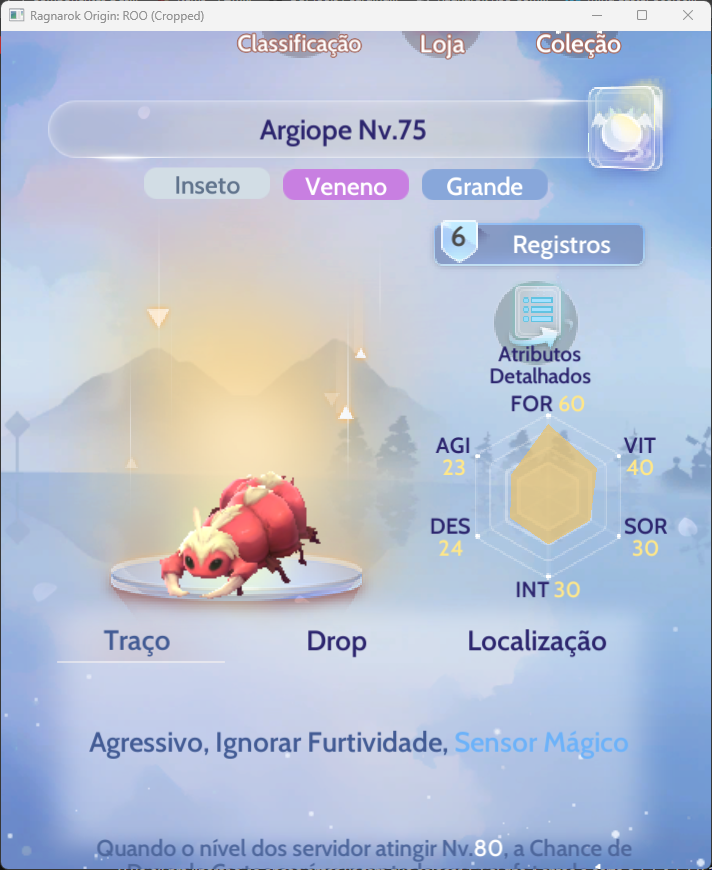 Ragnarok Origin: ROO (Cropped)
Classificação Loja Coleção
Argiope Nv.75
Inseto Veneno Grande
6 Registros
Atributos
Detalhados
FOR 60
AGI VIT
23 40
DES SOR
24 30
INT 30
Traço Drop Localização
Agressivo, Ignorar Furtividade, Sensor Mágico
Quando o nível dos servidor atingir Nv.80, a Chance de